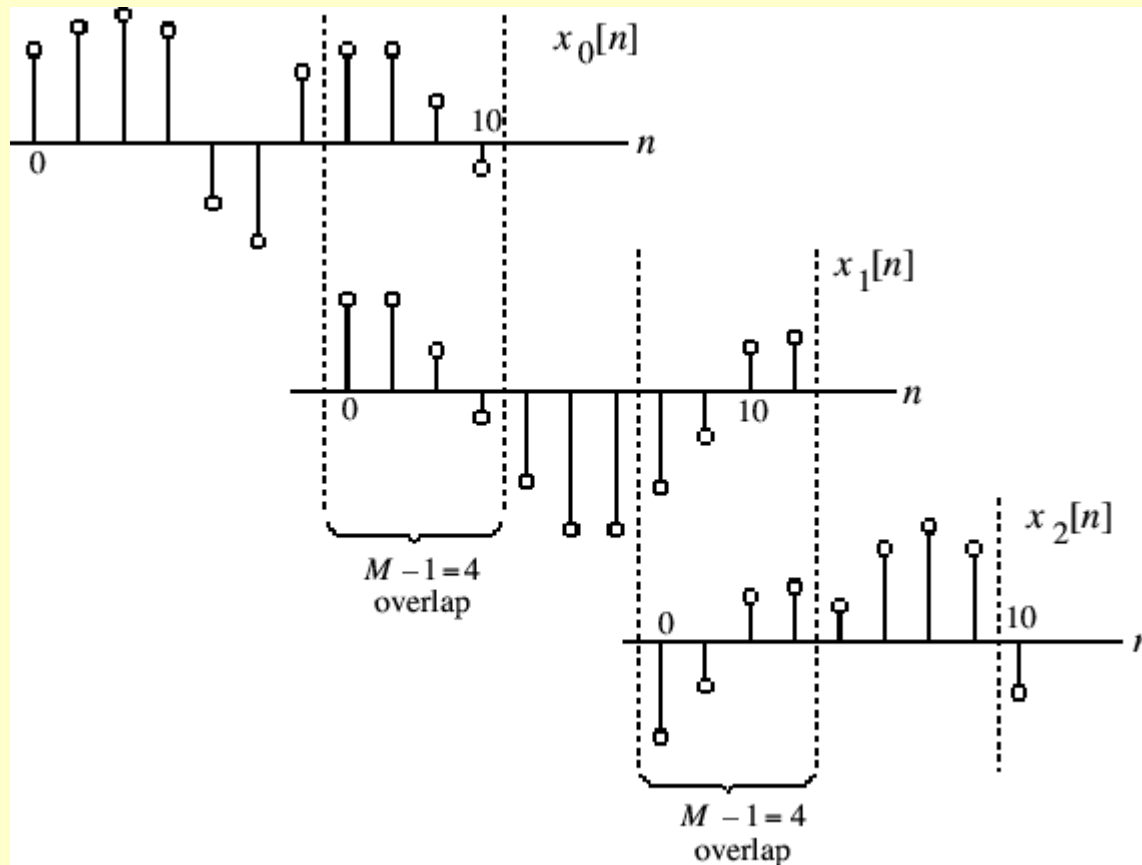 x₀[n]
10
0
n
x₁[n]
0
10
n
M – 1 = 4
overlap
x₂[n]
0
10
M – 1 = 4
overlap